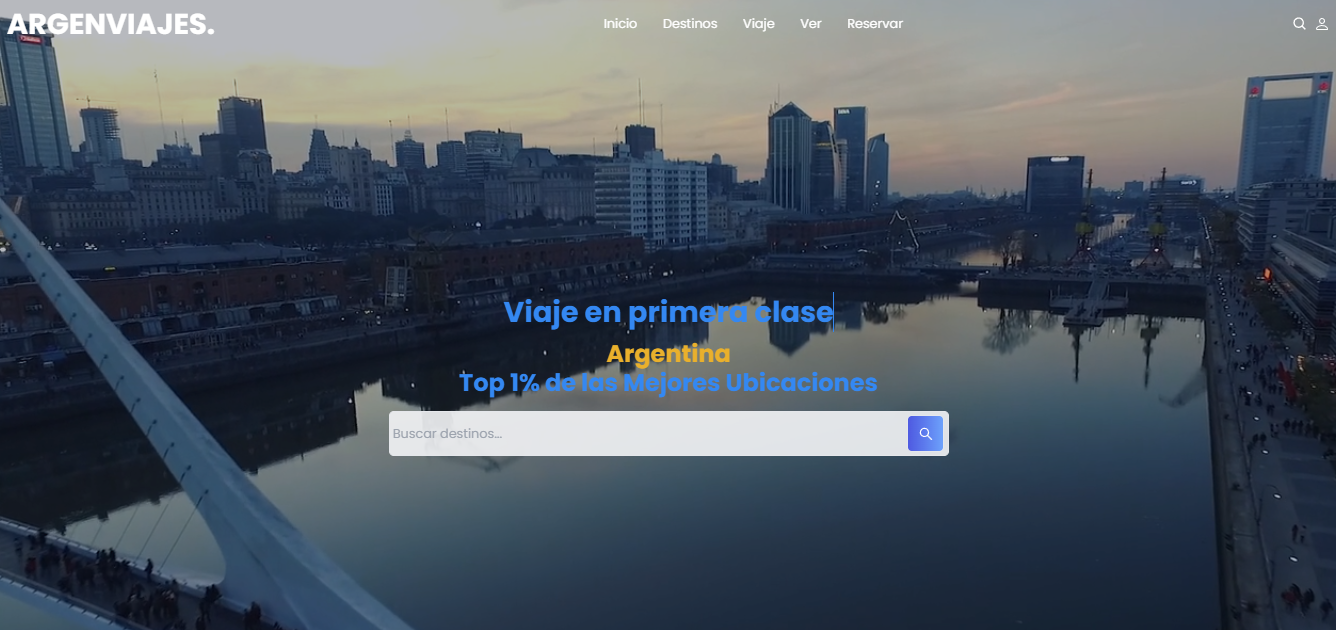 ARGENVIAJES.
Inicio Destinos Viaje Ver Reservar
Viaje en primera clase
Argentina
Top 1% de las Mejores Ubicaciones
Buscar destinos...